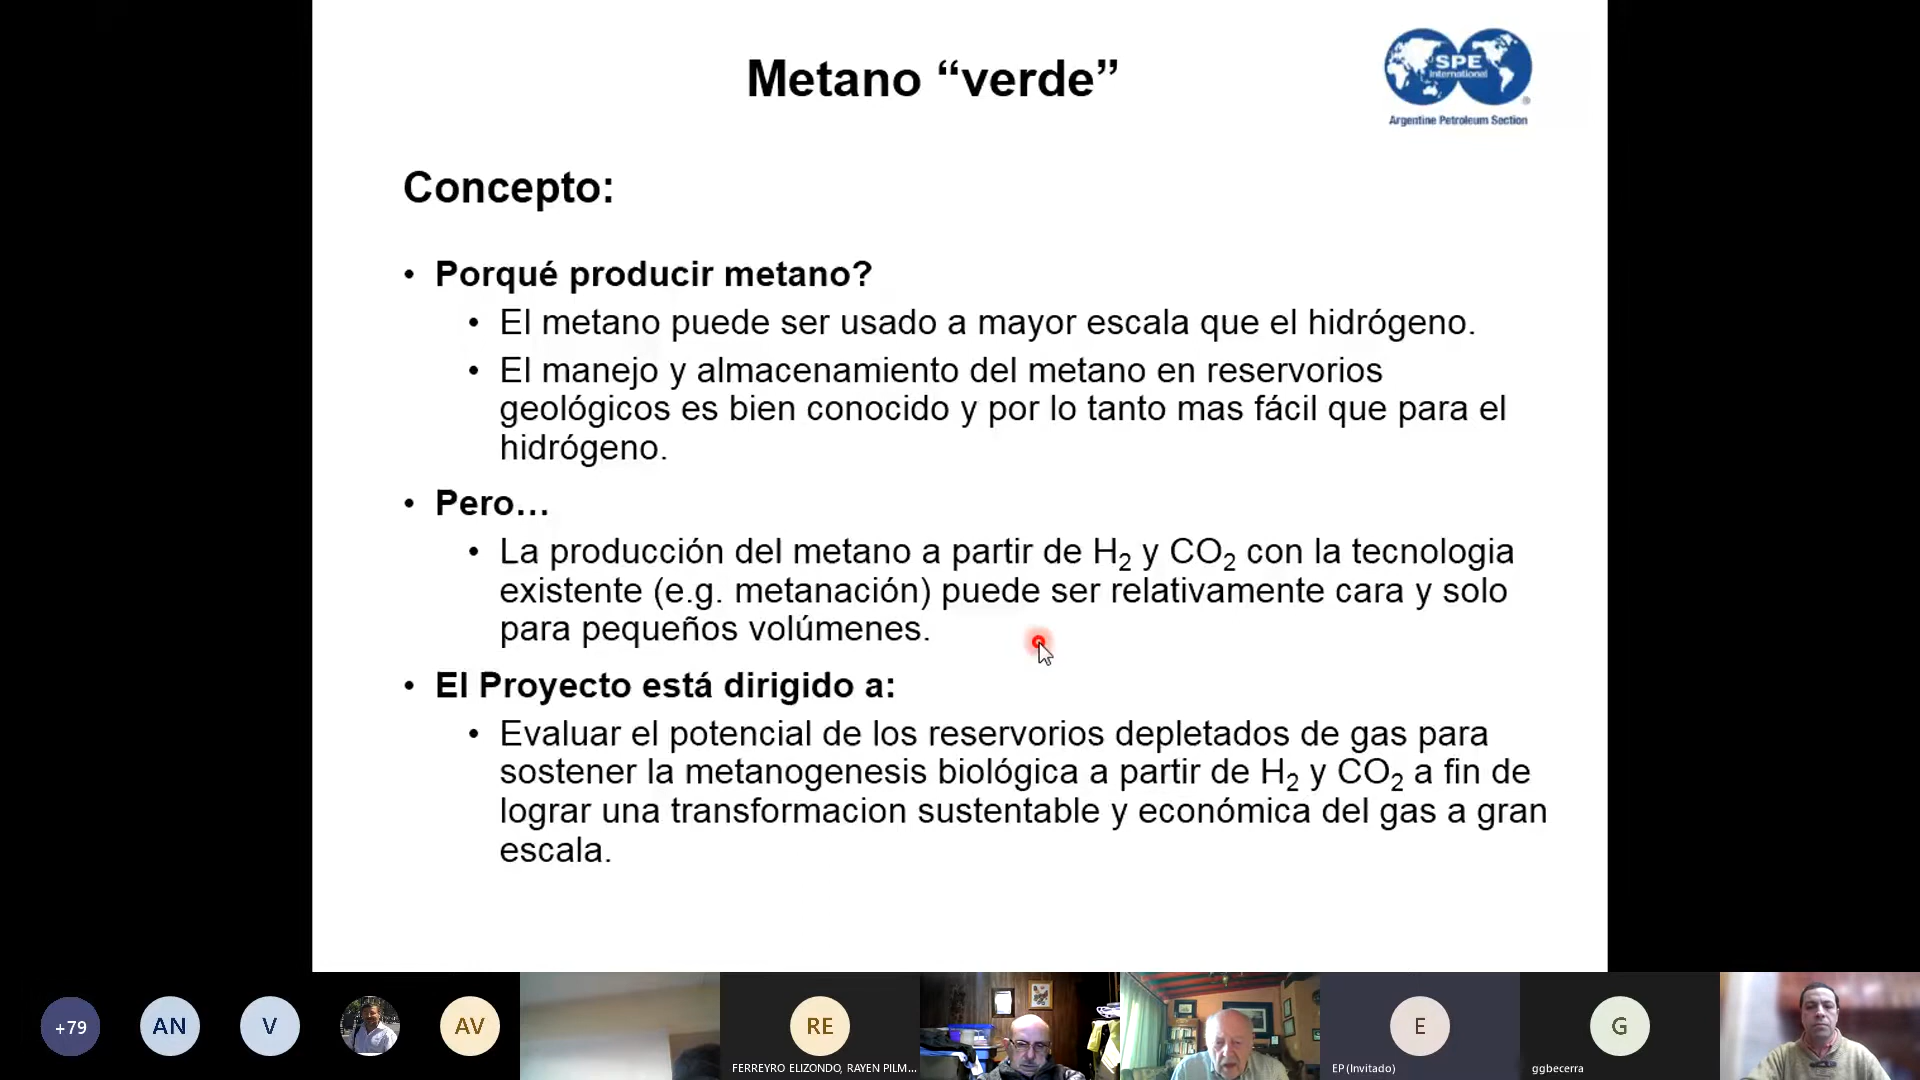 Metano “verde”
SPE
International
®
Argentine Petroleum Section
Concepto:
• Porqué producir metano?
• El metano puede ser usado a mayor escala que el hidrógeno.
• El manejo y almacenamiento del metano en reservorios
geológicos es bien conocido y por lo tanto mas fácil que para el
hidrógeno.
• Pero…
• La producción del metano a partir de H₂ y CO₂ con la tecnologia
existente (e.g. metanación) puede ser relativamente cara y solo
para pequeños volúmenes.
• El Proyecto está dirigido a:
• Evaluar el potencial de los reservorios depletados de gas para
sostener la metanogenesis biológica a partir de H₂ y CO₂ a fin de
lograr una transformacion sustentable y económica del gas a gran
escala.
+79
AN
V
AV
RE
FERREYRO ELIZONDO, RAYEN PILM...
E
EP (Invitado)
G
ggbecerra